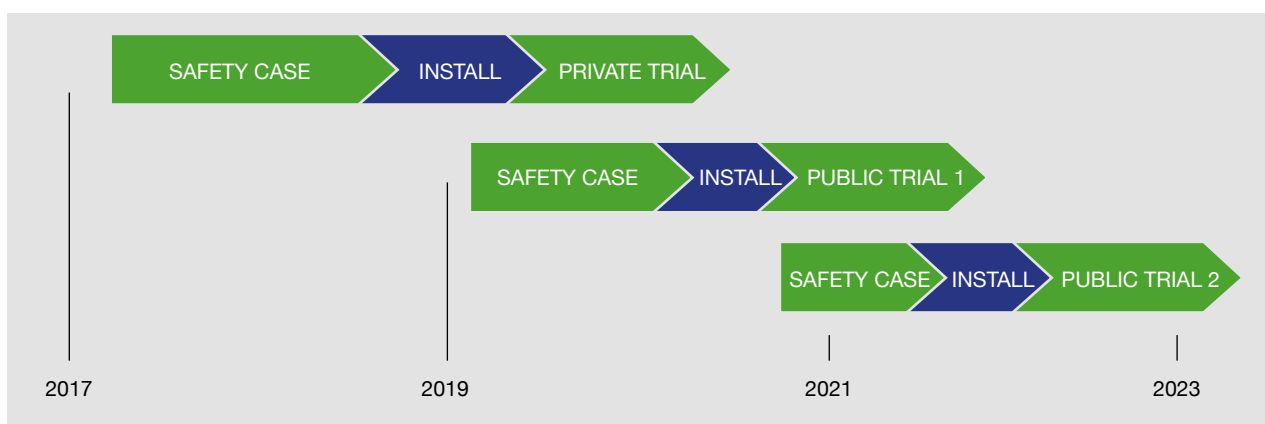 SAFETY CASE INSTALL PRIVATE TRIAL
SAFETY CASE INSTALL PUBLIC TRIAL 1
SAFETY CASE INSTALL PUBLIC TRIAL 2
2017 2019 2021 2023